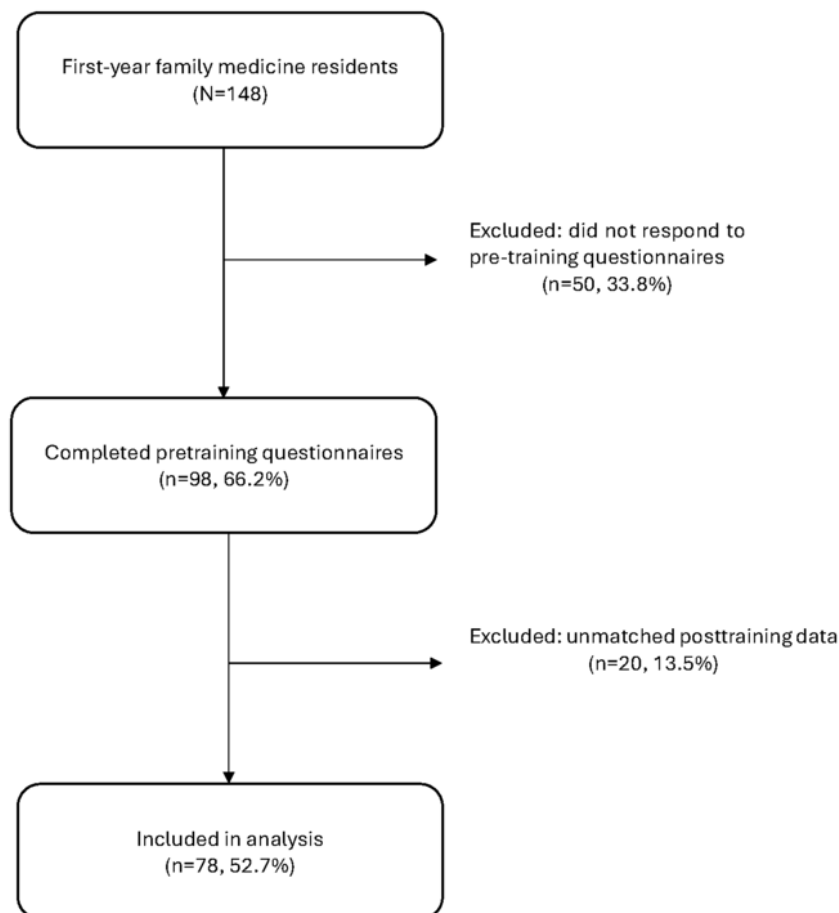 First-year family medicine residents
(N=148)
Excluded: did not respond to
pre-training questionnaires
(n=50, 33.8%)
Completed pretraining questionnaires
(n=98, 66.2%)
Excluded: unmatched posttraining data
(n=20, 13.5%)
Included in analysis
(n=78, 52.7%)